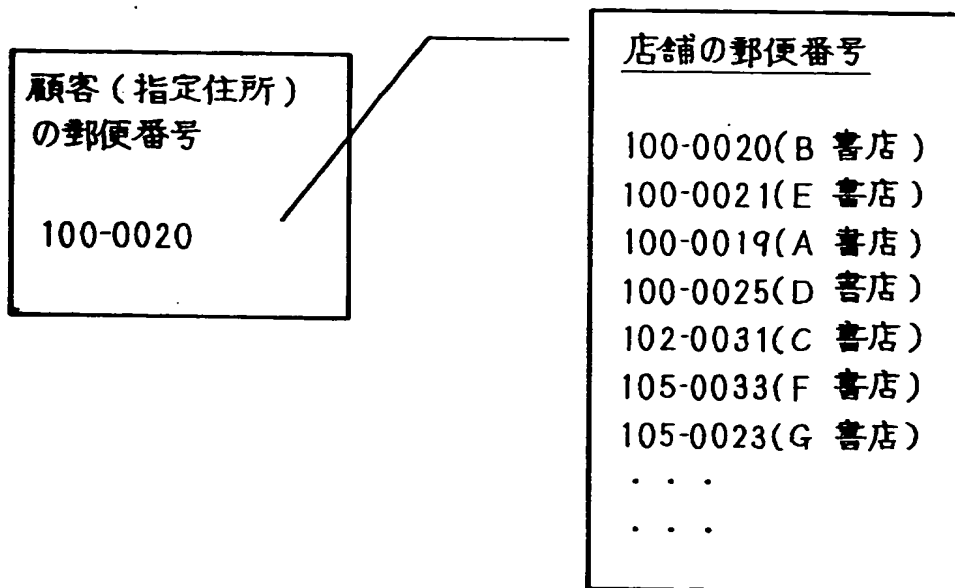 顧客(指定住所)
の郵便番号
100-0020
店舗の郵便番号
100-0020(B 書店)
100-0021(E 書店)
100-0019(A 書店)
100-0025(D 書店)
102-0031(C 書店)
105-0033(F 書店)
105-0023(G 書店)
・・・
・・・